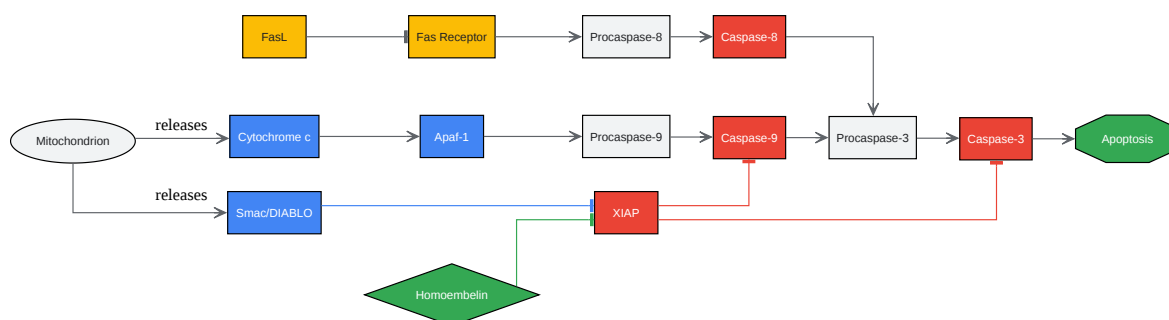 FasL
Fas Receptor
Procaspase-8
Caspase-8
Mitochondrion
releases
Cytochrome c
Apaf-1
Procaspase-9
Caspase-9
Procaspase-3
Caspase-3
Apoptosis
releases
Smac/DIABLO
XIAP
Homoembelin